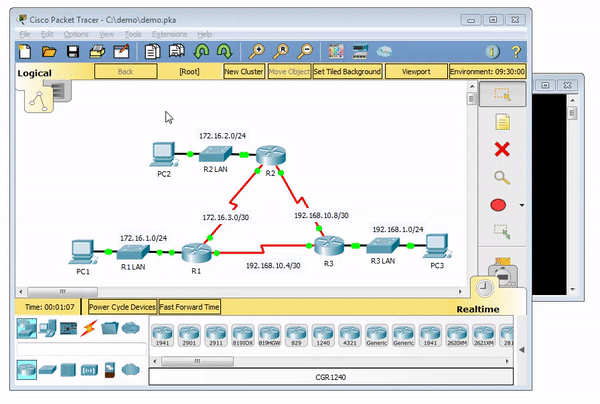 Cisco Packet Tracer - C:\demo\demo.pka
File Edit Options View Tools Extensions Help
Logical
Back
[Root]
New Cluster
Move Object
Set Tiled Background
Viewport
Environment: 09:30:00
172.16.2.0/24
PC2
R2 LAN
R2
172.16.3.0/30
192.168.10.8/30
172.16.1.0/24
192.168.1.0/24
PC1
R1 LAN
R1
192.168.10.4/30
R3
R3 LAN
PC3
Time: 00:01:07
Power Cycle Devices
Fast Forward Time
Realtime
1941
2901
2911
819IOX
819HGW
829
1240
4321
Generic
Generic
1841
2620XM
2621XM
281
CGR1240